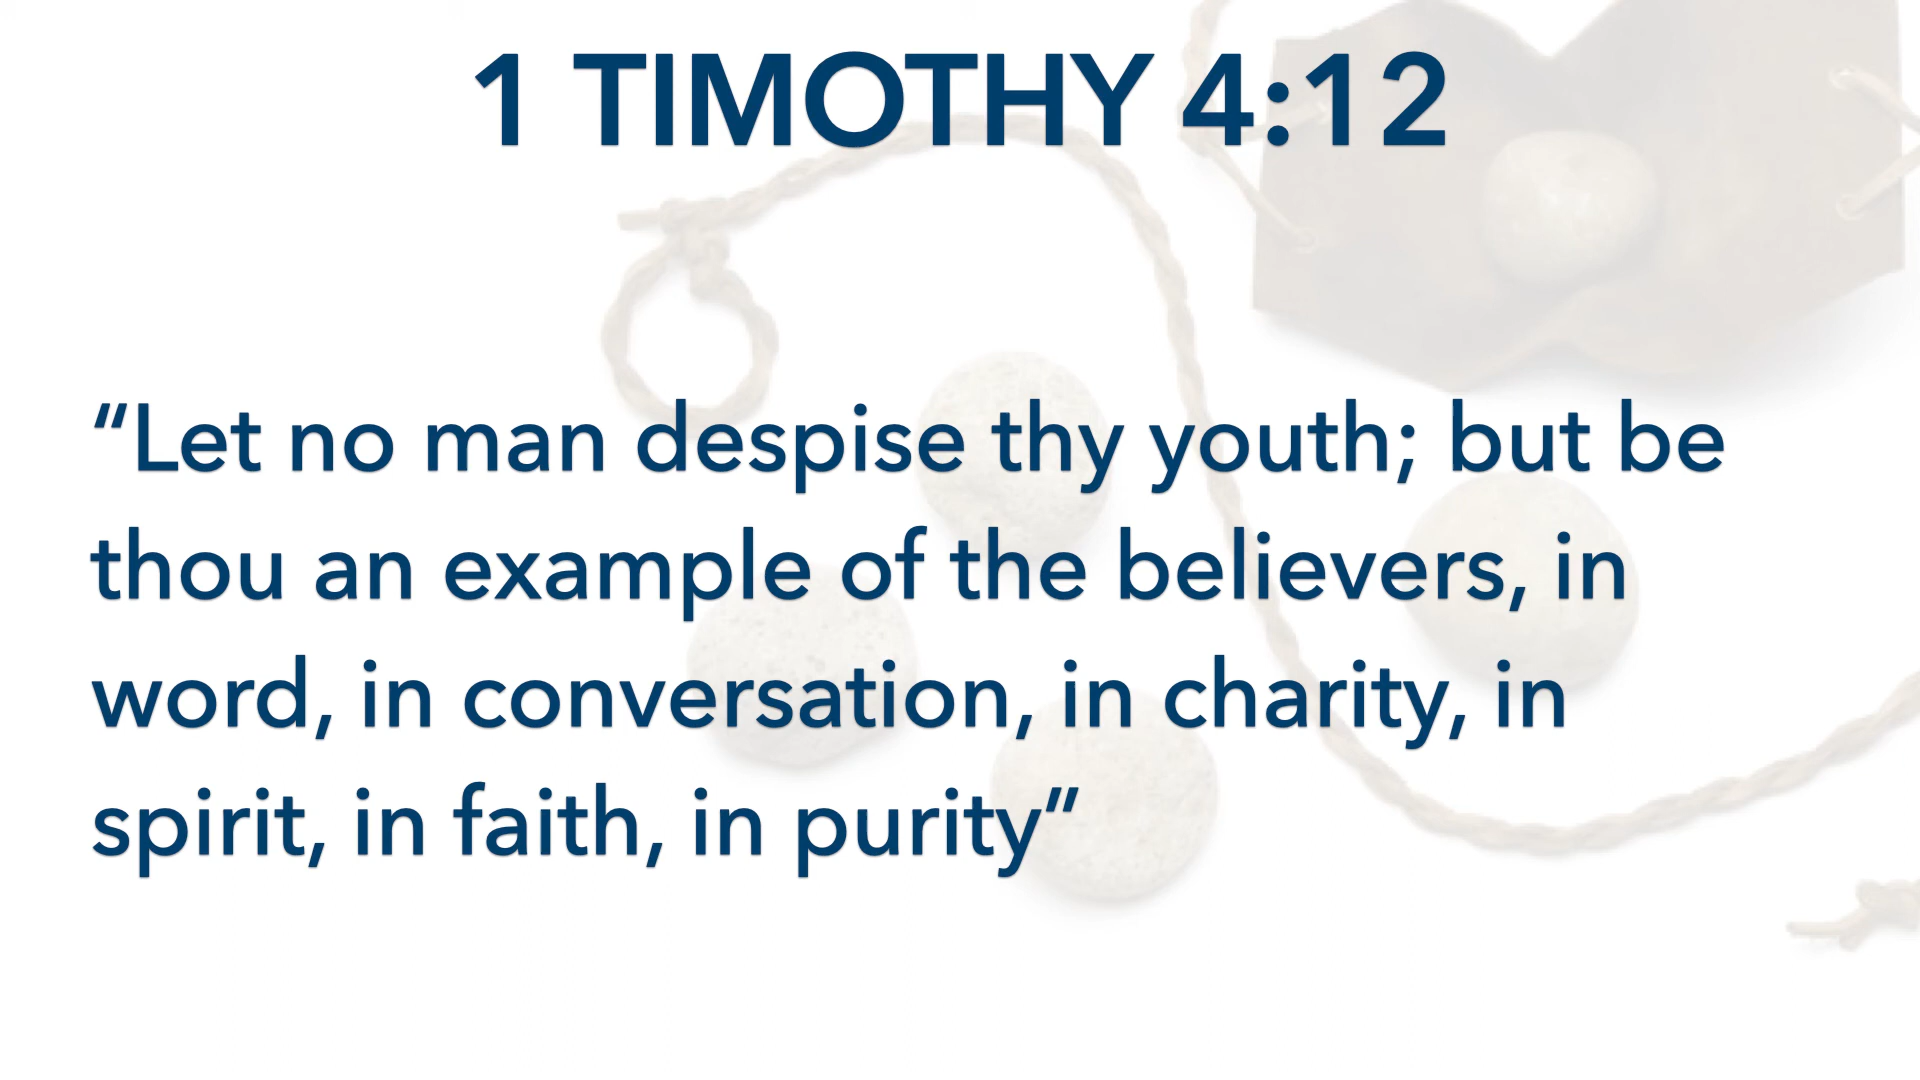 1 TIMOTHY 4:12
“Let no man despise thy youth; but be
thou an example of the believers, in
word, in conversation, in charity, in
spirit, in faith, in purity”